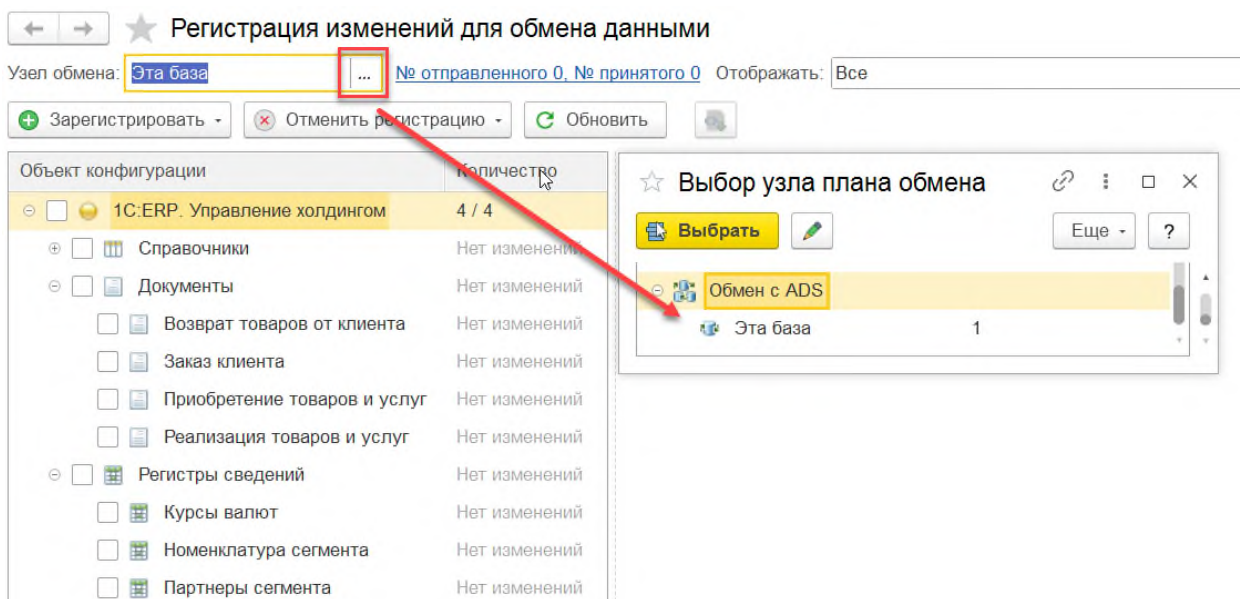 Регистрация изменений для обмена данными
Узел обмена: Эта база ... № отправленного 0, № принятого 0 Отображать: Все
Зарегистрировать Отменить регистрацию Обновить
Объект конфигурации Количество
1С:ERP. Управление холдингом 4 / 4
Справочники Нет изменений
Документы Нет изменений
Возврат товаров от клиента Нет изменений
Заказ клиента Нет изменений
Приобретение товаров и услуг Нет изменений
Реализация товаров и услуг Нет изменений
Регистры сведений Нет изменений
Курсы валют Нет изменений
Номенклатура сегмента Нет изменений
Партнеры сегмента Нет изменений
Выбор узла плана обмена
Выбрать Еще ?
Обмен с ADS
Эта база 1